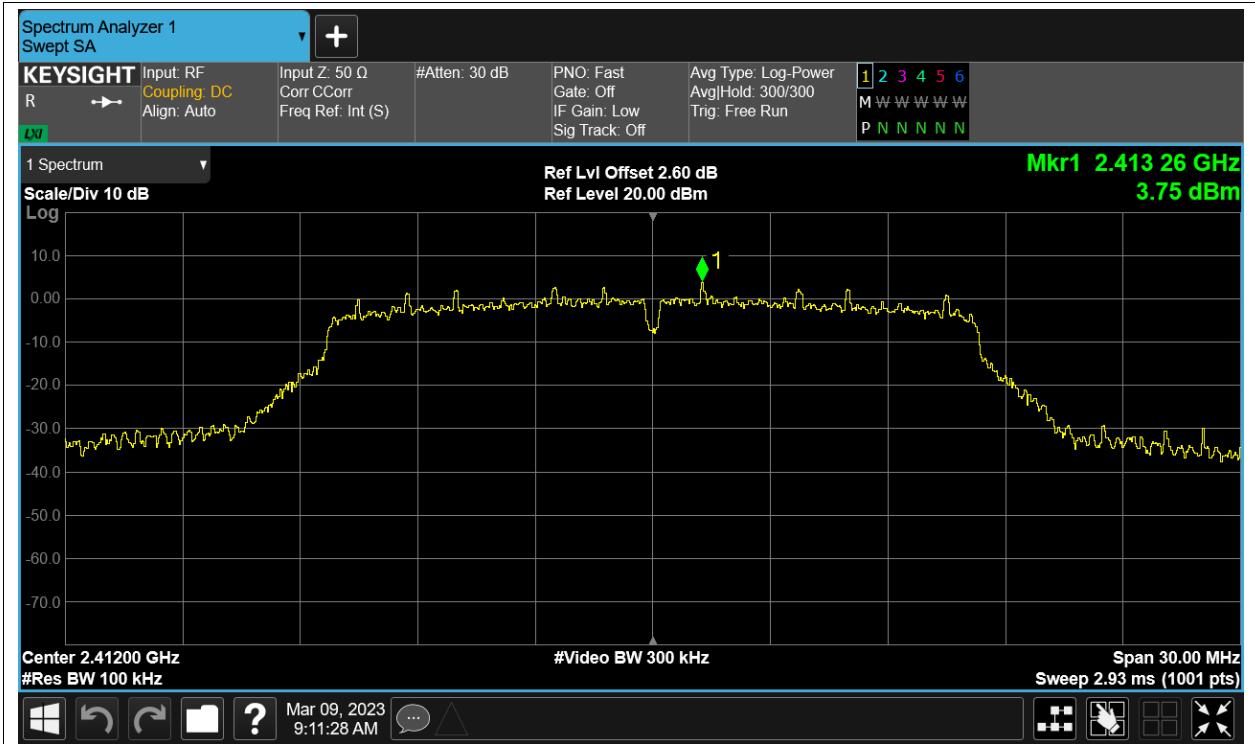 Spectrum Analyzer 1
Swept SA
+
KEYSIGHT
R
LXI
Input: RF
Coupling: DC
Align: Auto
Input Z: 50 Ω
Corr CCorr
Freq Ref: Int (S)
#Atten: 30 dB
PNO: Fast
Gate: Off
IF Gain: Low
Sig Track: Off
Avg Type: Log-Power
Avg|Hold: 300/300
Trig: Free Run
1 2 3 4 5 6
M W W W W W
P N N N N N
1 Spectrum
Scale/Div 10 dB
Log
Ref Lvl Offset 2.60 dB
Ref Level 20.00 dBm
Mkr1 2.413 26 GHz
3.75 dBm
1
10.0
0.00
-10.0
-20.0
-30.0
-40.0
-50.0
-60.0
-70.0
Center 2.41200 GHz
#Res BW 100 kHz
#Video BW 300 kHz
Span 30.00 MHz
Sweep 2.93 ms (1001 pts)
?
Mar 09, 2023
9:11:28 AM